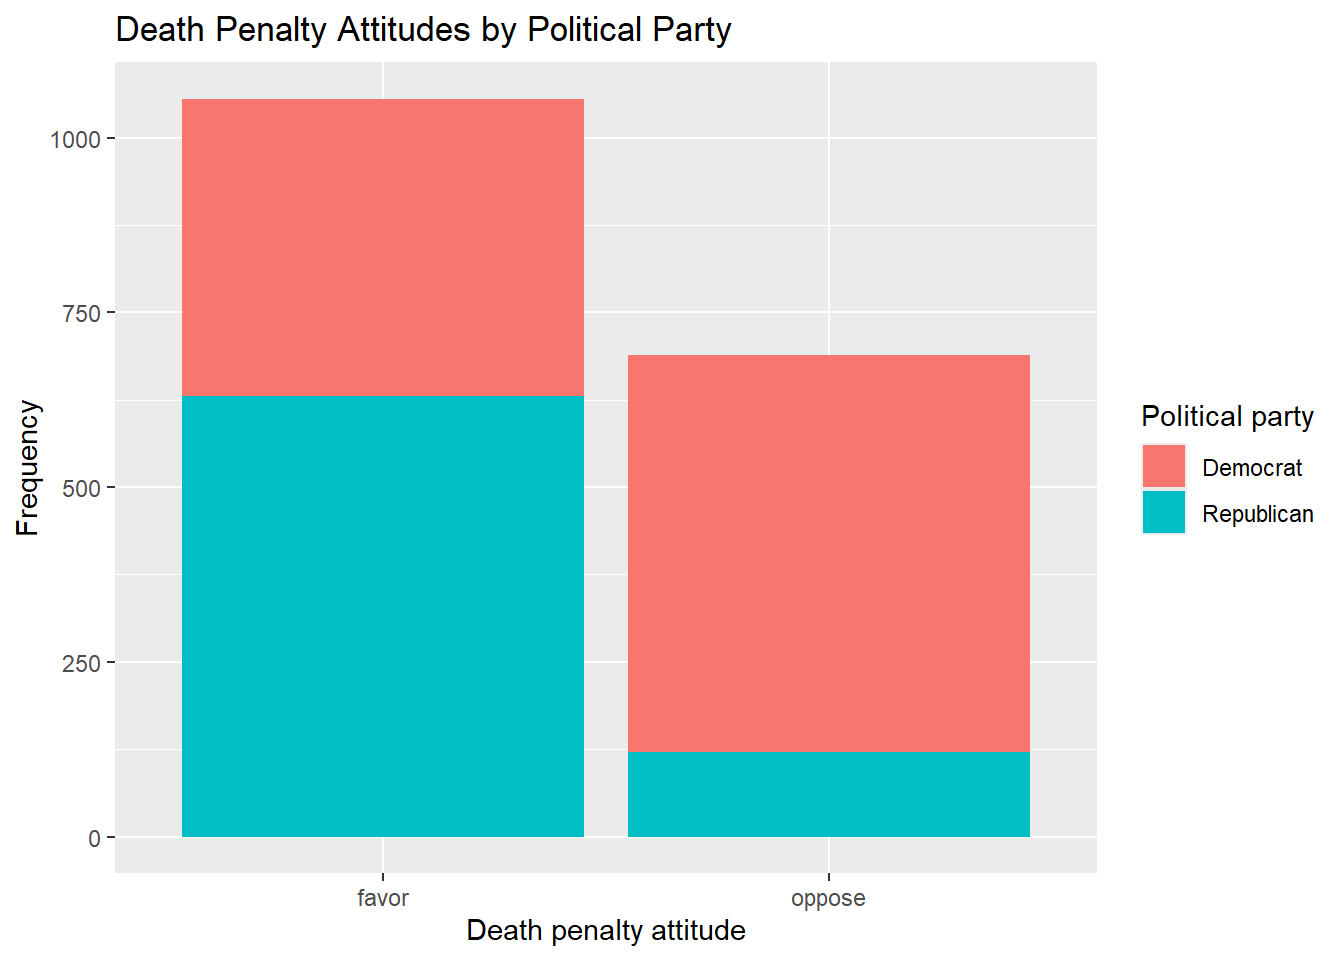 Death Penalty Attitudes by Political Party
1000
750
500
250
0
Frequency
favor
oppose
Death penalty attitude
Political party
Democrat
Republican